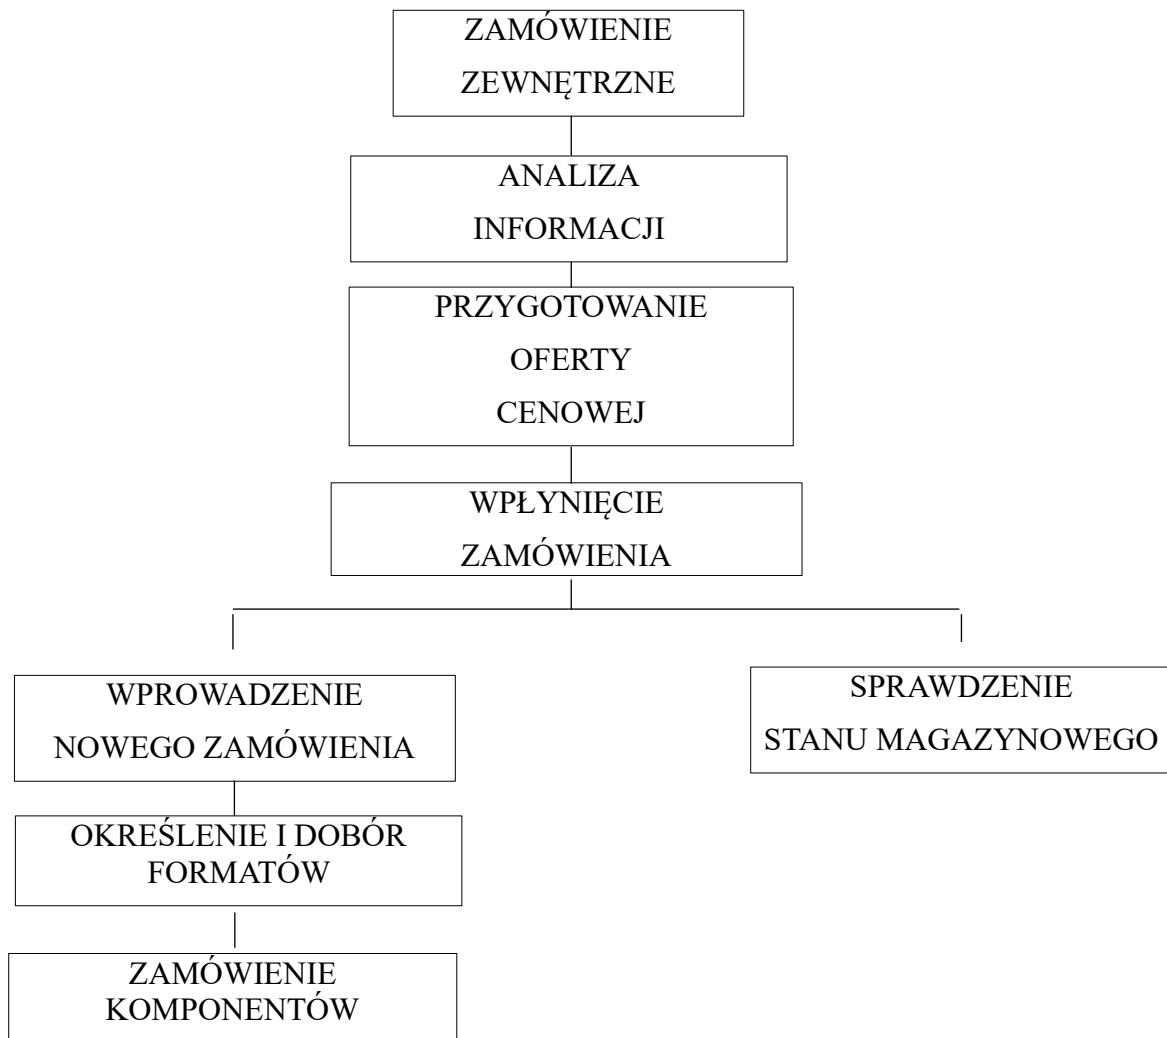 ZAMÓWIENIE
ZEWNĘTRZNE
ANALIZA
INFORMACJI
PRZYGOTOWANIE
OFERTY
CENOWEJ
WPŁYNIĘCIE
ZAMÓWIENIA
WPROWADZENIE
NOWEGO ZAMÓWIENIA
SPRAWDZENIE
STANU MAGAZYNOWEGO
OKREŚLENIE I DOBÓR
FORMATÓW
ZAMÓWIENIE
KOMPONENTÓW